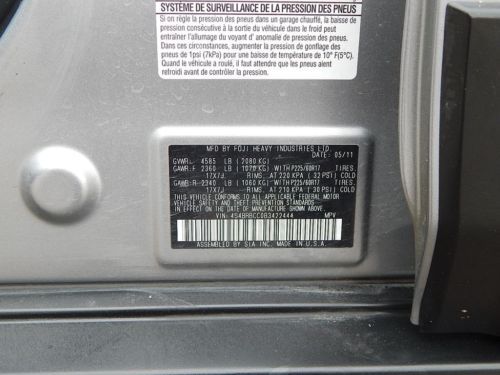 SYSTÈME DE SURVEILLANCE DE LA PRESSION DES PNEUS
Si on règle la pression des pneus dans un garage chauffé, la baisse de
pression consécutive à la sortie du véhicule dans le froid peut
entraîner l'allumage du voyant d' anomalie de pression des pneus.
Dans ces circonstances, augmenter la pression de gonflage des
pneus de 1psi (7kPa) pour une baisse de température de 10° F(5°C).
Quand le véhicule a roulé, il faut attendre que les pneus aient
refroidi avant d'effectuer ce réglage.
MFD BY FUJI HEAVY INDUSTRIES LTD.
DATE: 05/11
GVWR: 4585 LB (2080 KG)
GAWR:F 2360 LB (1070 KG) WITH P225/60R17 TIRES,
17X7J RIMS, AT 220 KPA ( 32 PSI) COLD
GAWR:R 2340 LB (1060 KG) WITH P225/60R17 TIRES,
17X7J RIMS, AT 210 KPA ( 30 PSI) COLD
THIS VEHICLE CONFORMS TO ALL APPLICABLE FEDERAL MOTOR
VEHICLE SAFETY AND THEFT PREVENTION STANDARDS
IN EFFECT ON THE DATE OF MANUFACTURE SHOWN ABOVE.
VIN: 4S4BRBCC0B3422444 MPV
ASSEMBLED BY SIA INC. IN U.S.A.